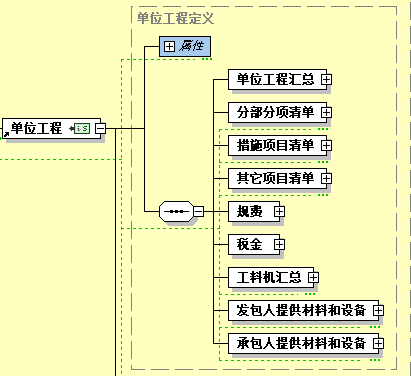 单位工程定义
属性
单位工程汇总
分部分项清单
单位工程 is
措施项目清单
其它项目清单
规费
税金
工料机汇总
发包人提供材料和设备
承包人提供材料和设备